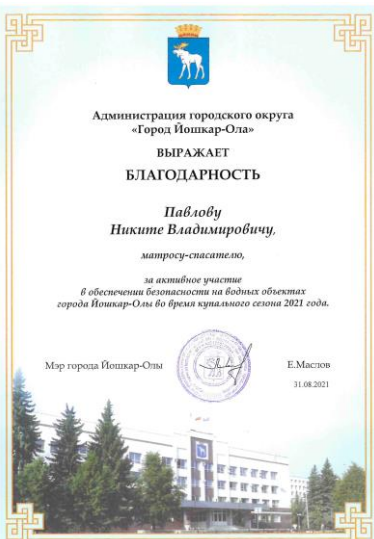 Администрация городского округа
«Город Йошкар-Ола»
ВЫРАЖАЕТ
БЛАГОДАРНОСТЬ
Павлову
Никите Владимировичу,
матросу-спасателю,
за активное участие
в обеспечении безопасности на водных объектах
города Йошкар-Олы во время купального сезона 2021 года.
Мэр города Йошкар-Олы
Е.Маслов
31.08.2021